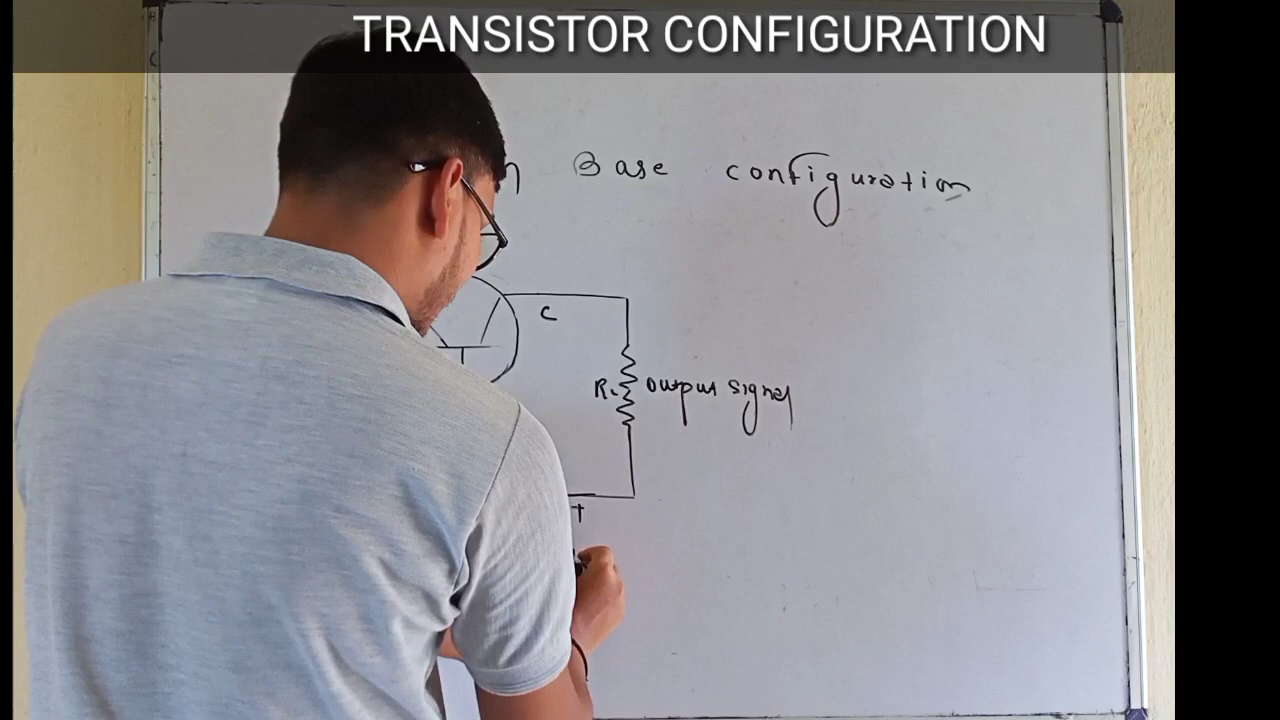 TRANSISTOR CONFIGURATION
n Base configuration
C
RL output signal
+